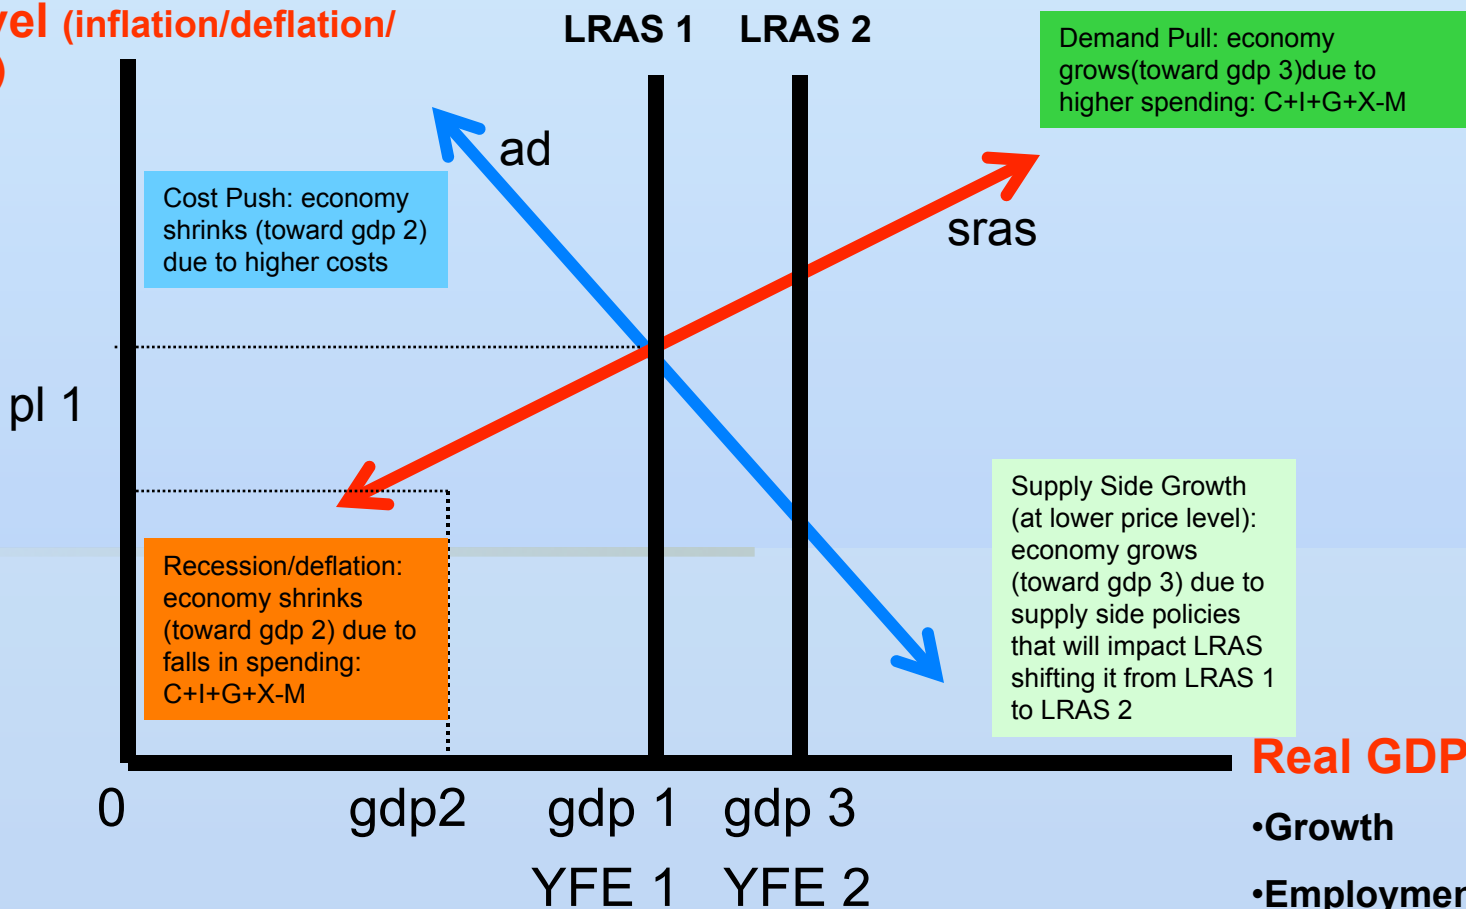 vel (inflation/deflation/
)
LRAS 1 LRAS 2
Demand Pull: economy
grows(toward gdp 3)due to
higher spending: C+I+G+X-M
ad
Cost Push: economy
shrinks (toward gdp 2)
due to higher costs
sras
pl 1
Supply Side Growth
(at lower price level):
economy grows
(toward gdp 3) due to
supply side policies
that will impact LRAS
shifting it from LRAS 1
to LRAS 2
Recession/deflation:
economy shrinks
(toward gdp 2) due to
falls in spending:
C+I+G+X-M
Real GDP
0 gdp2 gdp 1 gdp 3
•Growth
YFE 1 YFE 2
•Employmen